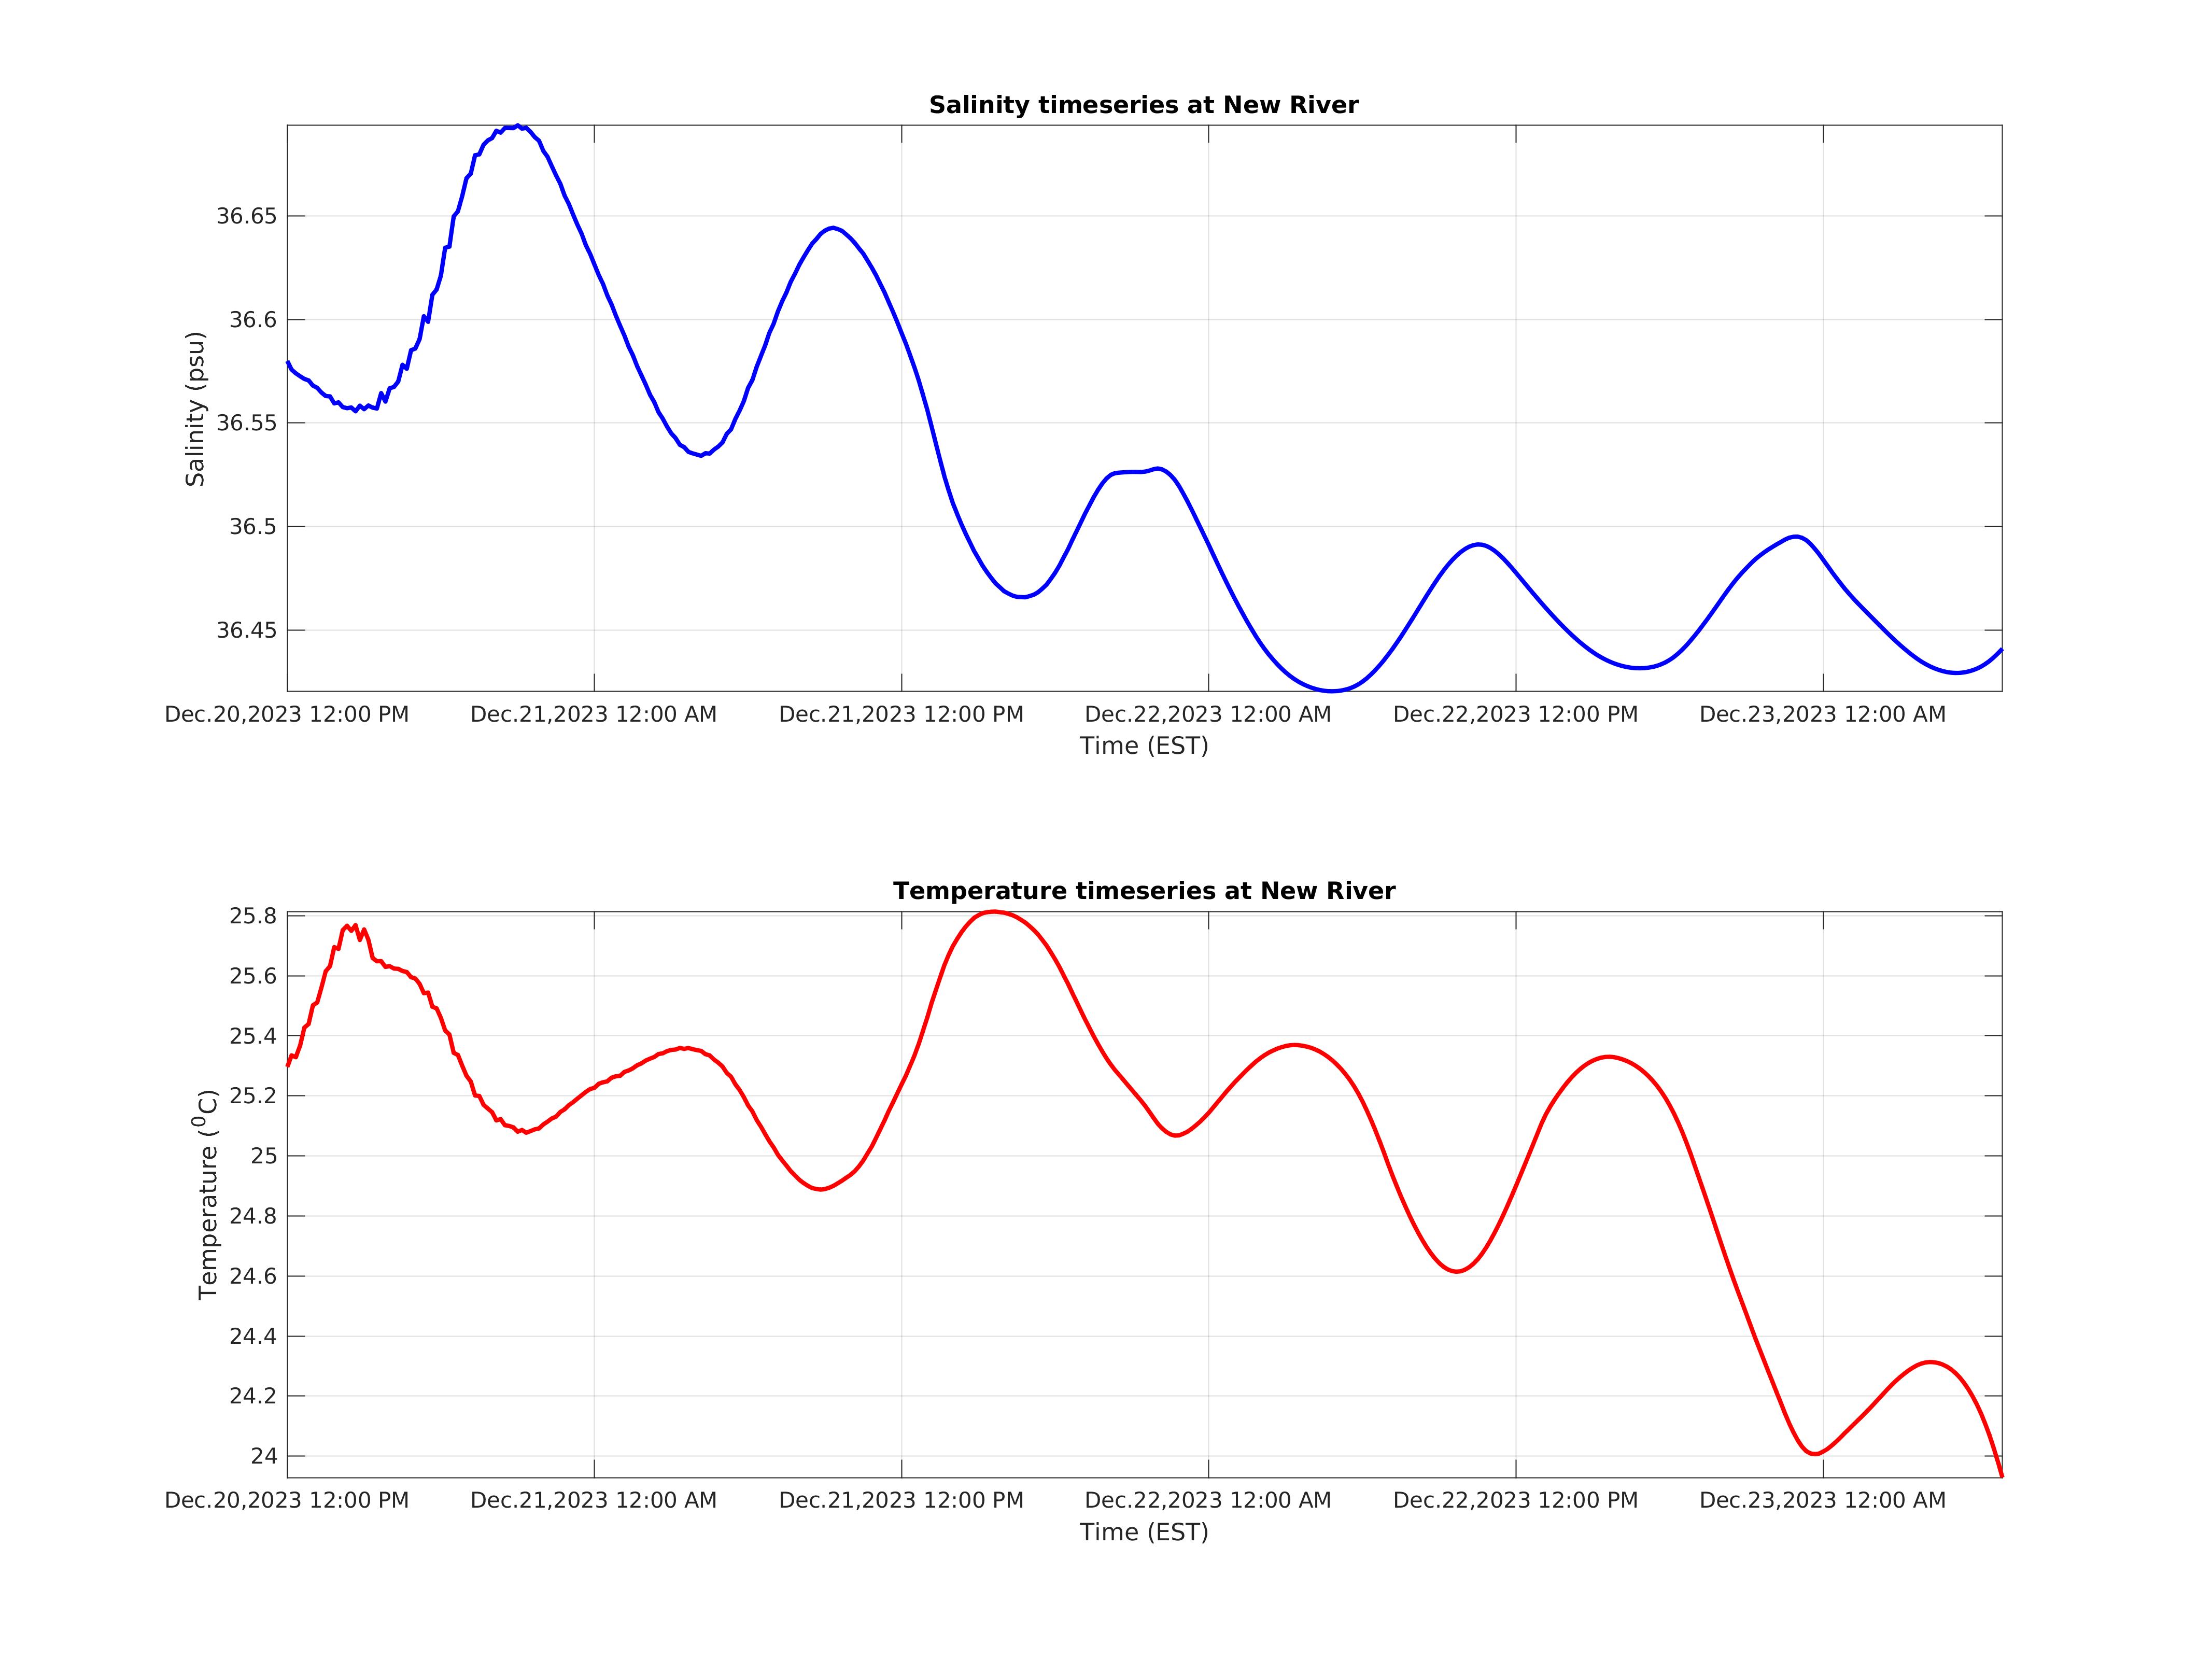 Salinity timeseries at New River
Salinity (psu)
36.65
36.6
36.55
36.5
36.45
Dec.20,2023 12:00 PM Dec.21,2023 12:00 AM Dec.21,2023 12:00 PM Dec.22,2023 12:00 AM Dec.22,2023 12:00 PM Dec.23,2023 12:00 AM
Time (EST)
Temperature timeseries at New River
Temperature (⁰C)
25.8
25.6
25.4
25.2
25
24.8
24.6
24.4
24.2
24
Dec.20,2023 12:00 PM Dec.21,2023 12:00 AM Dec.21,2023 12:00 PM Dec.22,2023 12:00 AM Dec.22,2023 12:00 PM Dec.23,2023 12:00 AM
Time (EST)